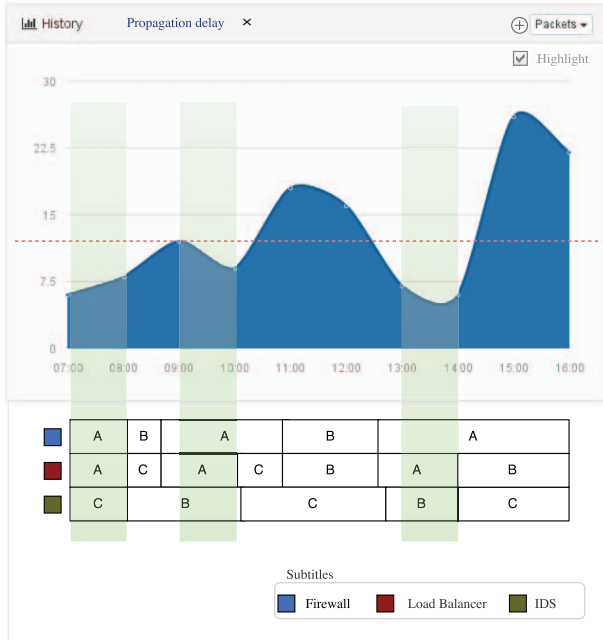 History Propagation delay × Packets
Highlight
30
22.5
15
7.5
0
07:00 08:00 09:00 10:00 11:00 12:00 13:00 14:00 15:00 16:00
A B A B A
A C A C B A B
C B C B C
Subtitles
Firewall Load Balancer IDS